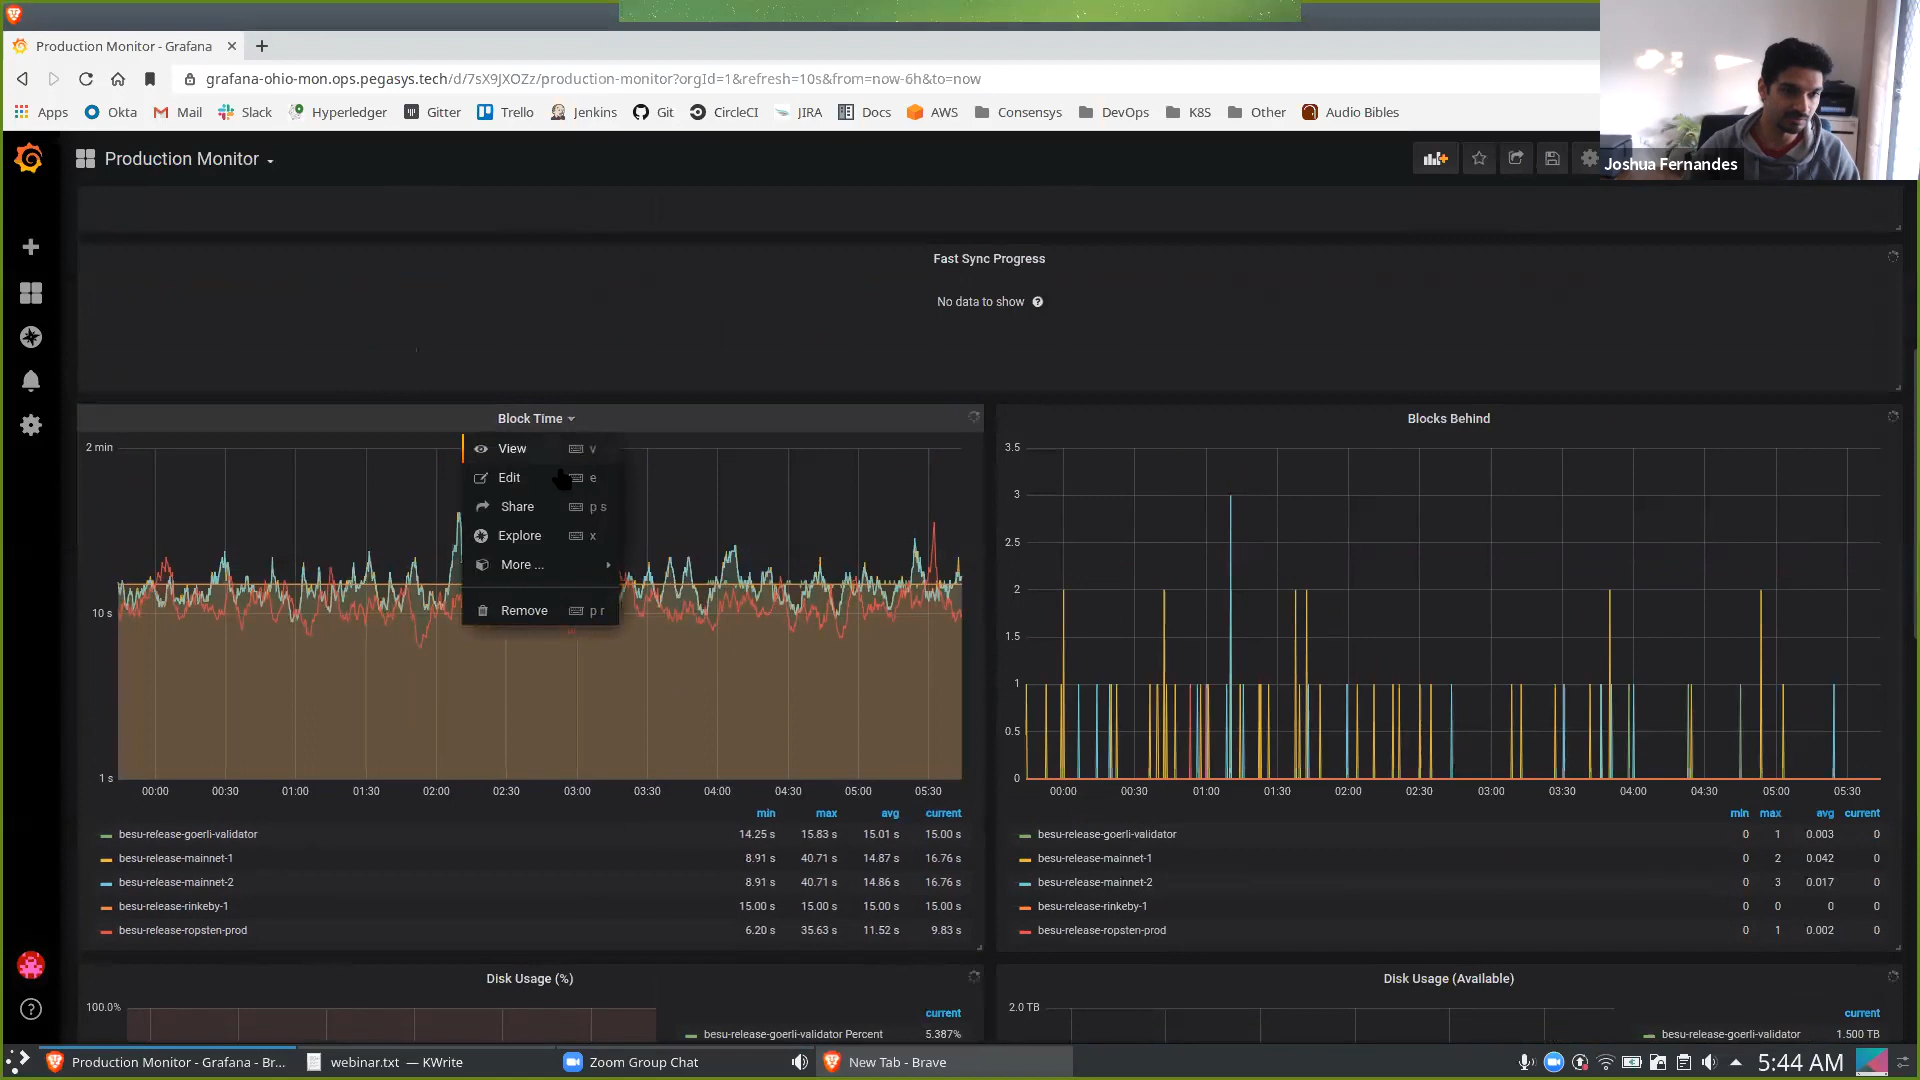 Production Monitor - Grafana
grafana-ohio-mon.ops.pegasys.tech/d/7sX9JXOZz/production-monitor?orgId=1&refresh=10s&from=now-6h&to=now
Apps Okta Mail Slack Hyperledger Gitter Trello Jenkins Git CircleCI JIRA Docs AWS Consensys DevOps K8S Other Audio Bibles
Production Monitor
Joshua Fernandes
Fast Sync Progress
No data to show
Block Time
2 min
10 s
1 s
View v
Edit e
Share p s
Explore x
More ...
Remove p r
00:00 00:30 01:00 01:30 02:00 02:30 03:00 03:30 04:00 04:30 05:00 05:30
min max avg current
besu-release-goerli-validator 14.25 s 15.83 s 15.01 s 15.00 s
besu-release-mainnet-1 8.91 s 40.71 s 14.87 s 16.76 s
besu-release-mainnet-2 8.91 s 40.71 s 14.86 s 16.76 s
besu-release-rinkeby-1 15.00 s 15.00 s 15.00 s 15.00 s
besu-release-ropsten-prod 6.20 s 35.63 s 11.52 s 9.83 s
Blocks Behind
3.5
3
2.5
2
1.5
1
0.5
0
00:00 00:30 01:00 01:30 02:00 02:30 03:00 03:30 04:00 04:30 05:00 05:30
min max avg current
besu-release-goerli-validator 0 1 0.003 0
besu-release-mainnet-1 0 2 0.042 0
besu-release-mainnet-2 0 3 0.017 0
besu-release-rinkeby-1 0 0 0 0
besu-release-ropsten-prod 0 1 0.002 0
Disk Usage (%)
100.0%
current
besu-release-goerli-validator Percent 5.387%
Disk Usage (Available)
2.0 TB
current
besu-release-goerli-validator 1.500 TB
Production Monitor - Grafana - Br...
webinar.txt — KWrite
Zoom Group Chat
New Tab - Brave
5:44 AM